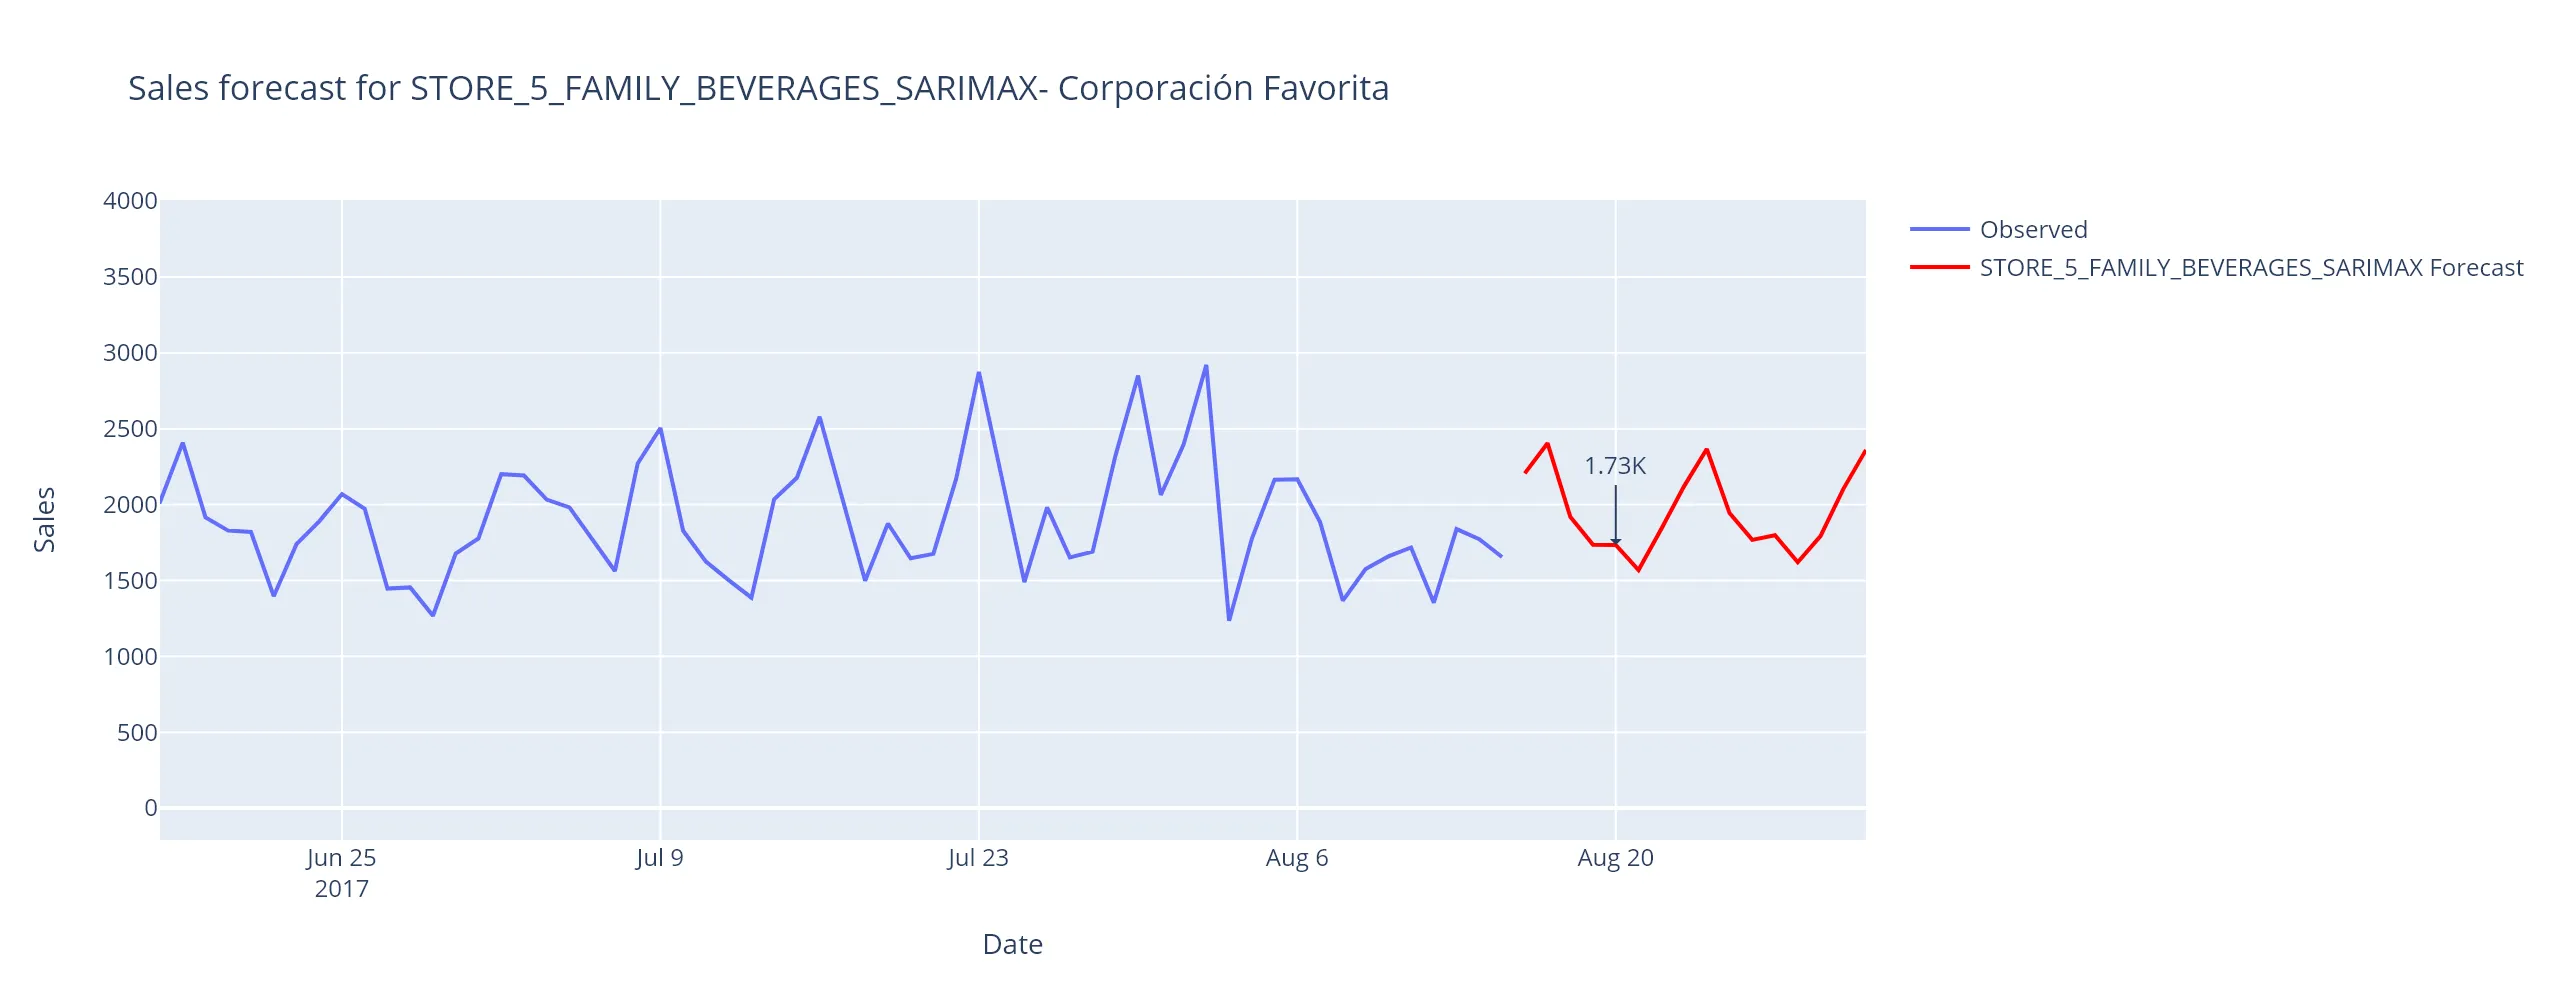 Sales forecast for STORE_5_FAMILY_BEVERAGES_SARIMAX- Corporación Favorita
4000
3500
3000
2500
2000
1500
1000
500
0
Sales
1.73K
Jun 25
2017
Jul 9
Jul 23
Aug 6
Aug 20
Date
Observed
STORE_5_FAMILY_BEVERAGES_SARIMAX Forecast